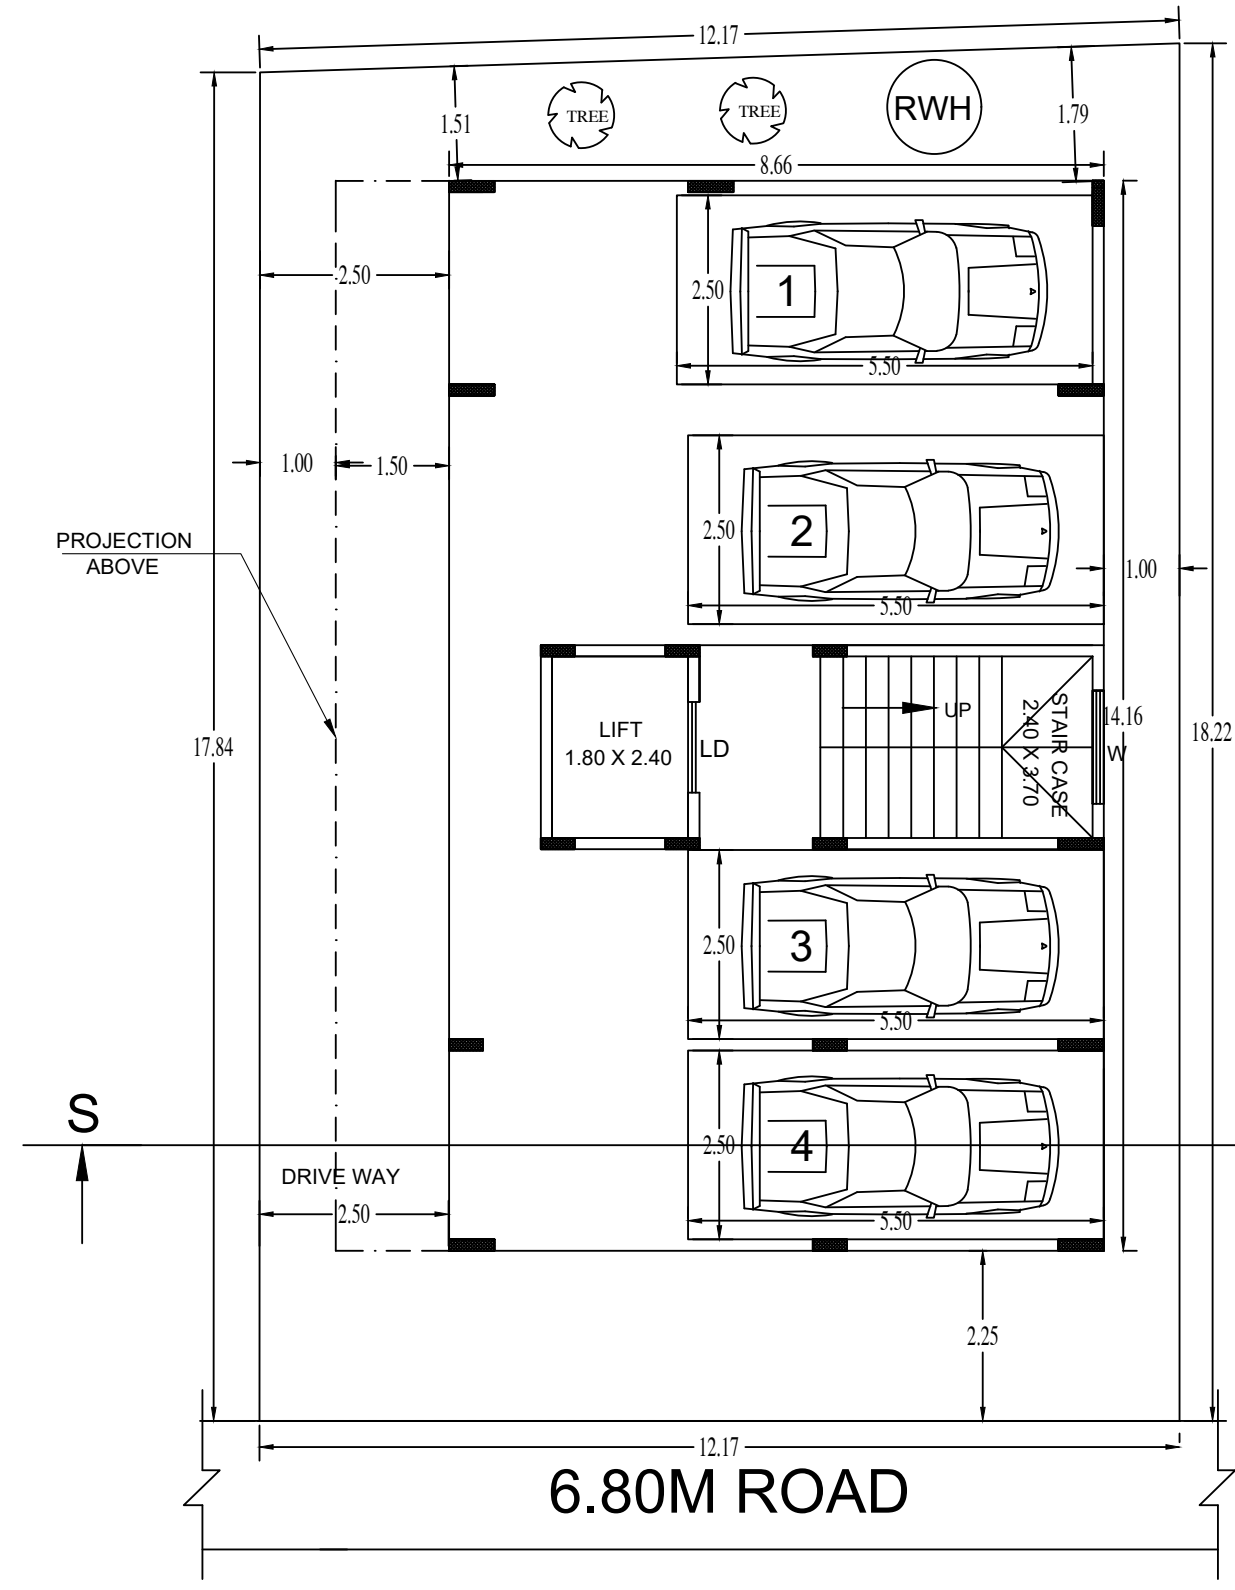 12.17
1.51
TREE
TREE
RWH
1.79
8.66
2.50
2.50
1
5.50
1.00
1.50
2.50
2
5.50
1.00
PROJECTION
ABOVE
17.84
LIFT
1.80 X 2.40
LD
UP
STAIR CASE
2.40 X 3.70
W
14.16
18.22
2.50
3
5.50
S
2.50
4
5.50
DRIVE WAY
2.50
2.25
12.17
6.80M ROAD